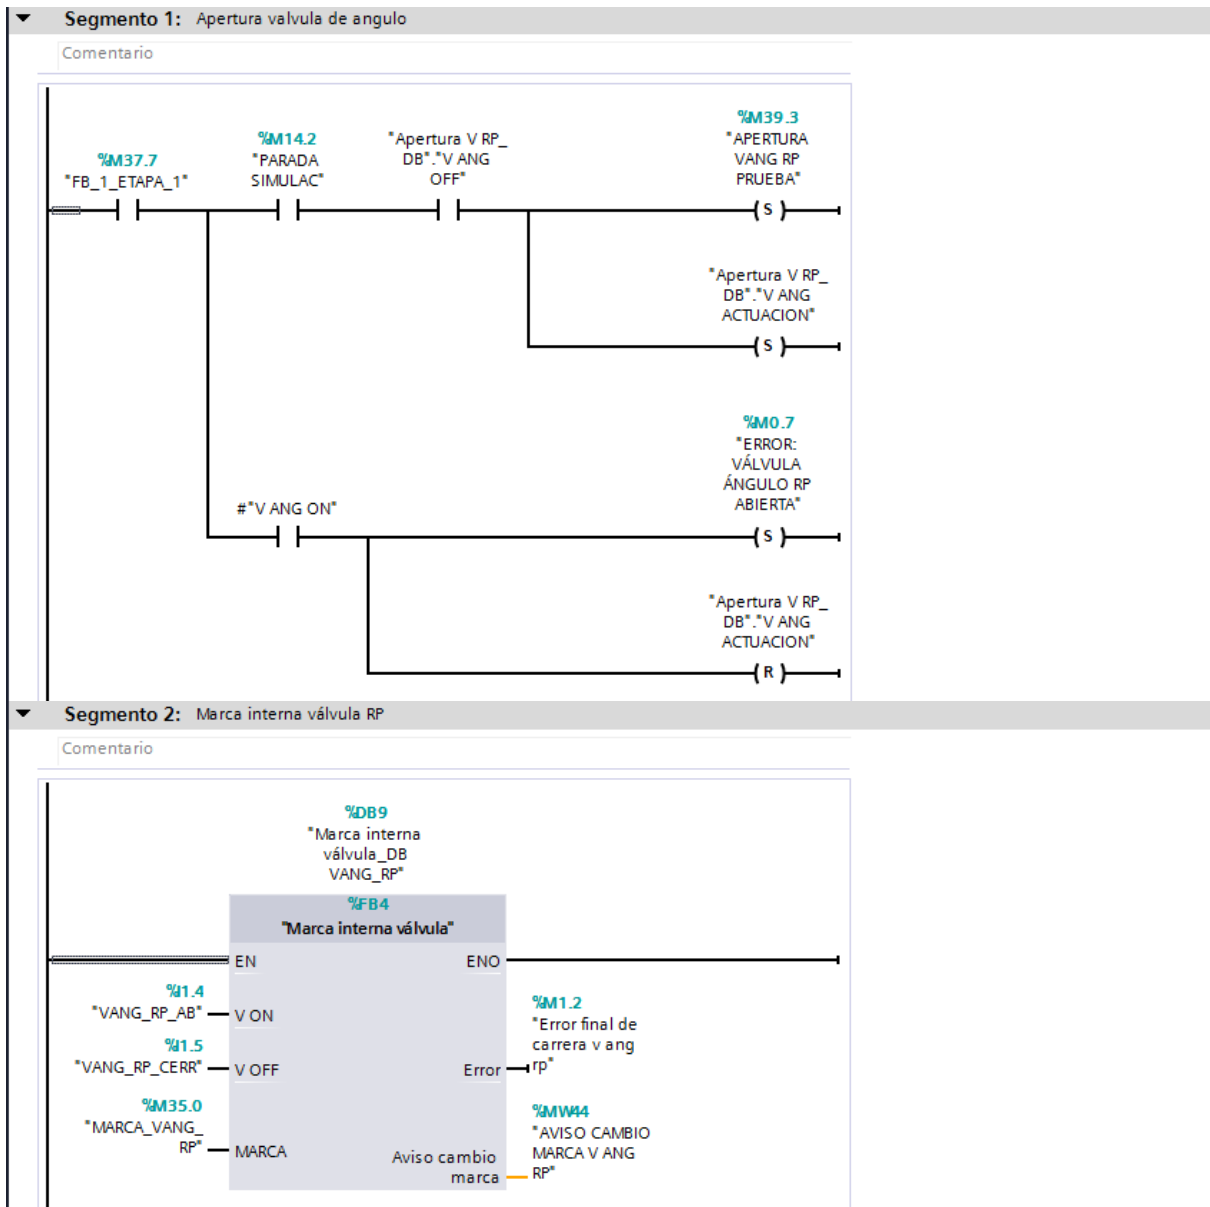 Segmento 1: Apertura valvula de angulo
Comentario
%M37.7
"FB_1_ETAPA_1"
%M14.2
"PARADA
SIMULAC"
"Apertura V RP_
DB"."V ANG
OFF"
%M39.3
"APERTURA
VANG RP
PRUEBA"
( S )
"Apertura V RP_
DB"."V ANG
ACTUACION"
( S )
#"V ANG ON"
%M0.7
"ERROR:
VÁLVULA
ÁNGULO RP
ABIERTA"
( S )
"Apertura V RP_
DB"."V ANG
ACTUACION"
( R )
Segmento 2: Marca interna válvula RP
Comentario
%DB9
"Marca interna
válvula_DB
VANG_RP"
%FB4
"Marca interna válvula"
EN ENO
%I1.4
"VANG_RP_AB" V ON
%I1.5
"VANG_RP_CERR" V OFF
%M35.0
"MARCA_VANG_
RP" MARCA
%M1.2
"Error final de
carrera v ang
Error rp"
%MW44
"AVISO CAMBIO
MARCA V ANG
RP"
Aviso cambio
marca